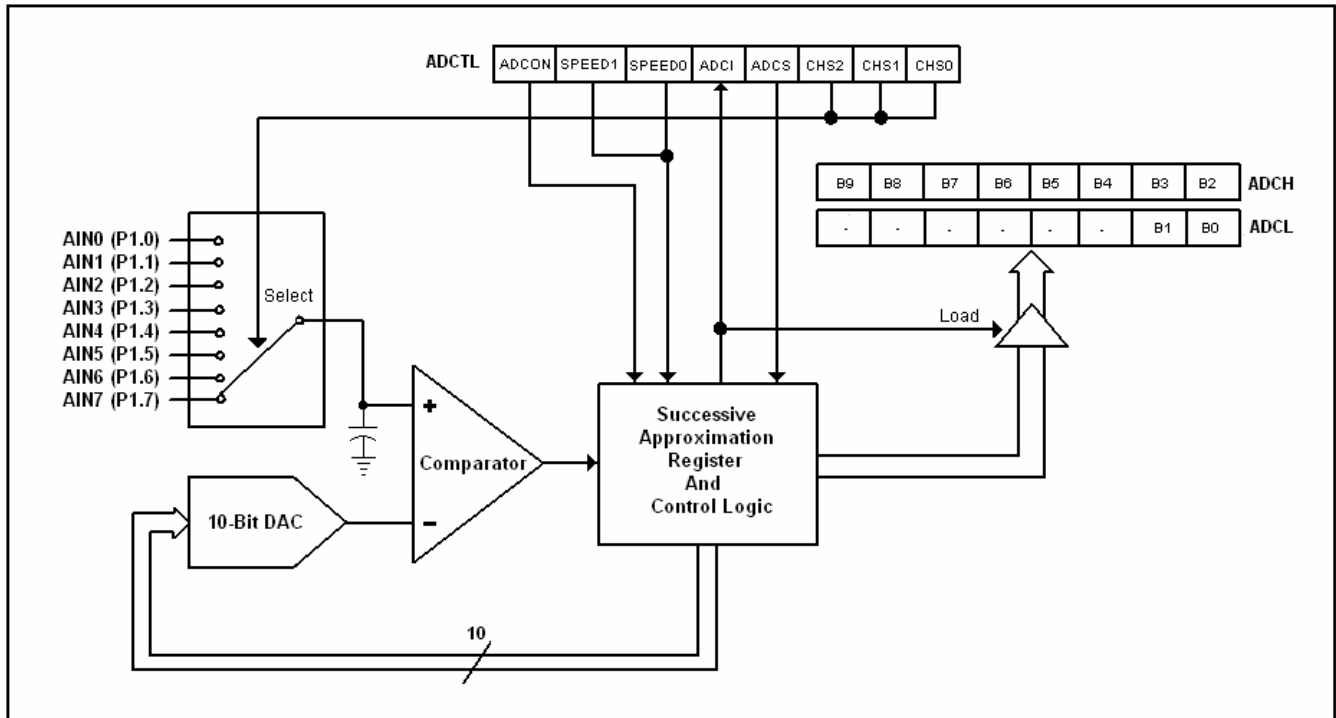 ADCTL ADCON SPEED1 SPEED0 ADCI ADCS CHS2 CHS1 CHS0
B9 B8 B7 B6 B5 B4 B3 B2 ADCH
- - - - - - B1 B0 ADCL
AIN0 (P1.0)
AIN1 (P1.1)
AIN2 (P1.2)
AIN3 (P1.3)
AIN4 (P1.4)
AIN5 (P1.5)
AIN6 (P1.6)
AIN7 (P1.7)
Select
Load
+
Comparator
-
Successive
Approximation
Register
And
Control Logic
10-Bit DAC
10